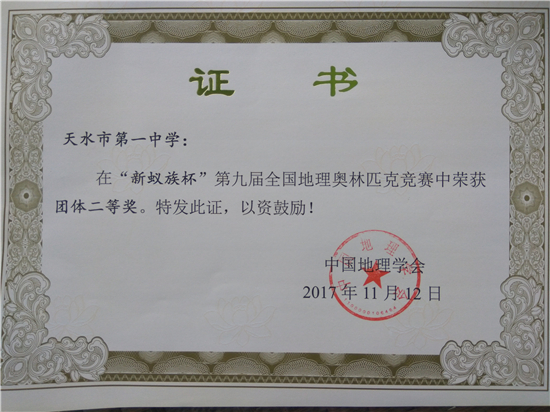 证书
天水市第一中学：
在“新蚁族杯”第九届全国地理奥林匹克竞赛中荣获
团体二等奖。特发此证，以资鼓励！
中国地理学会
2017年11月12日